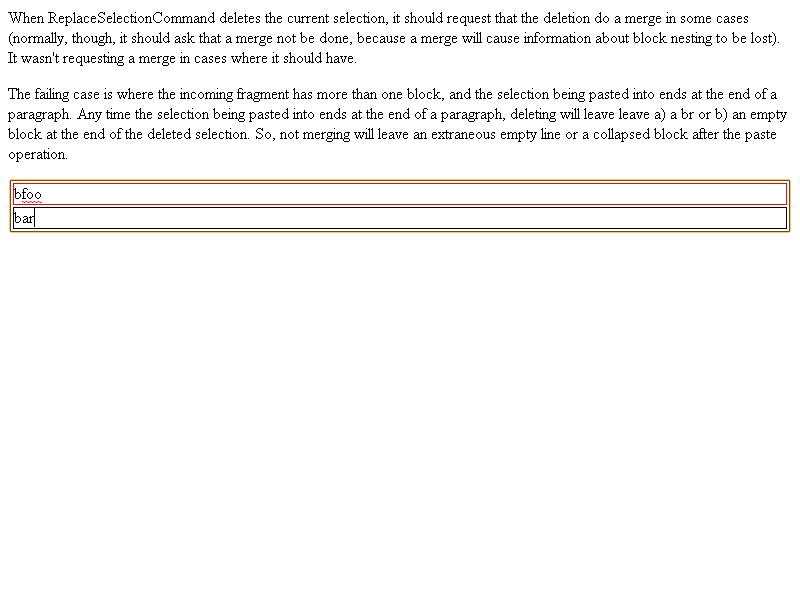 When ReplaceSelectionCommand deletes the current selection, it should request that the deletion do a merge in some cases
(normally, though, it should ask that a merge not be done, because a merge will cause information about block nesting to be lost).
It wasn't requesting a merge in cases where it should have.
The failing case is where the incoming fragment has more than one block, and the selection being pasted into ends at the end of a
paragraph. Any time the selection being pasted into ends at the end of a paragraph, deleting will leave leave a) a br or b) an empty
block at the end of the deleted selection. So, not merging will leave an extraneous empty line or a collapsed block after the paste
operation.
bfoo
bar